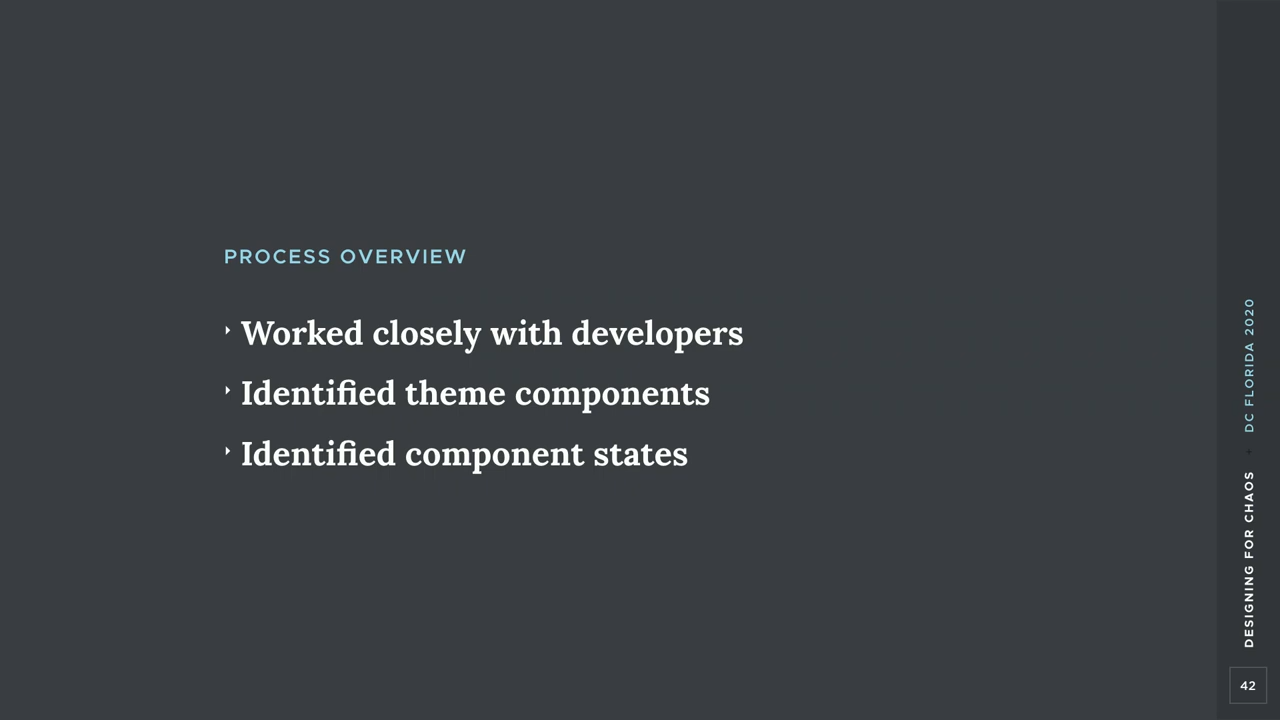 PROCESS OVERVIEW
Worked closely with developers
Identified theme components
Identified component states
DESIGNING FOR CHAOS + DC FLORIDA 2020
42